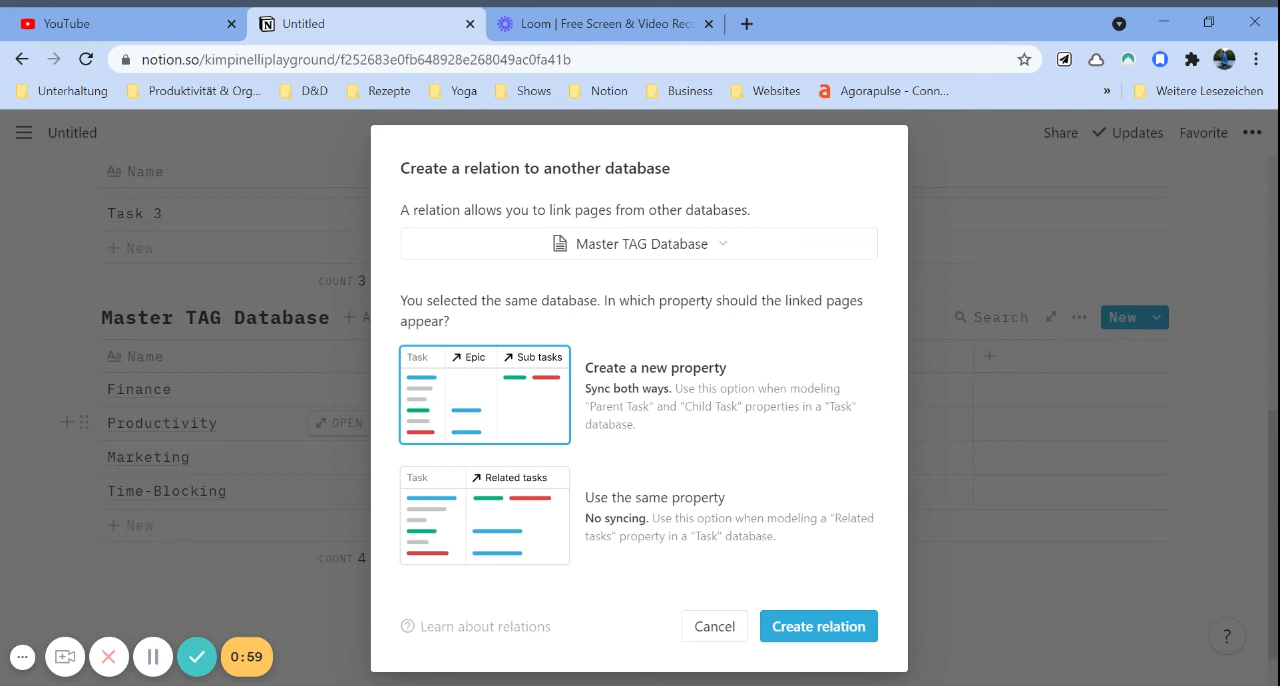 YouTube
Untitled
Loom | Free Screen & Video Rec
notion.so/kimpinelliplayground/f252683e0fb648928e268049ac0fa41b
Unterhaltung
Produktivität & Org...
D&D
Rezepte
Yoga
Shows
Notion
Business
Websites
a Agorapulse - Conn...
»
Weitere Lesezeichen
Untitled
Share
Updates
Favorite
Aa Name
Task 3
+ New
COUNT 3
Master TAG Database
+ A
Search
New
Aa Name
Finance
Productivity
OPEN
Marketing
Time-Blocking
+ New
COUNT 4
Create a relation to another database
A relation allows you to link pages from other databases.
Master TAG Database
You selected the same database. In which property should the linked pages
appear?
Task
Epic
Sub tasks
Create a new property
Sync both ways. Use this option when modeling
"Parent Task" and "Child Task" properties in a "Task"
database.
Task
Related tasks
Use the same property
No syncing. Use this option when modeling a "Related
tasks" property in a "Task" database.
? Learn about relations
Cancel
Create relation
0:59
?